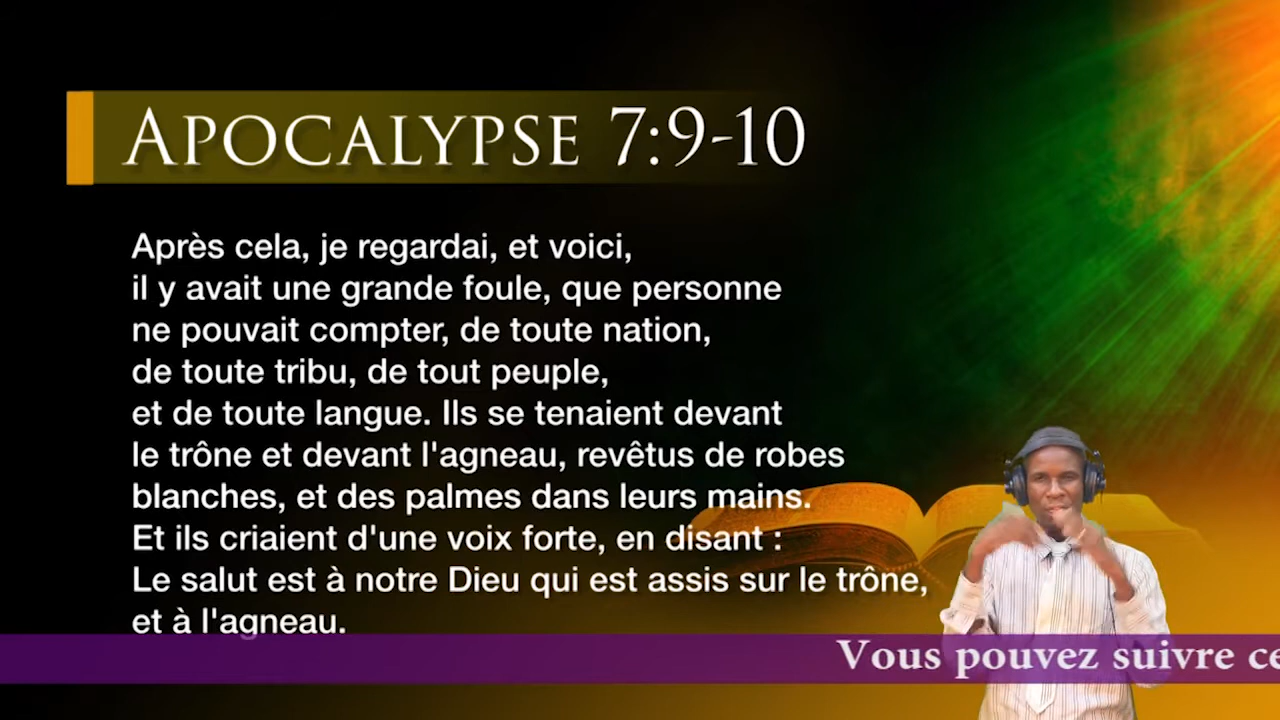 APOCALYPSE 7:9-10
Après cela, je regardai, et voici,
il y avait une grande foule, que personne
ne pouvait compter, de toute nation,
de toute tribu, de tout peuple,
et de toute langue. Ils se tenaient devant
le trône et devant l'agneau, revêtus de robes
blanches, et des palmes dans leurs mains.
Et ils criaient d'une voix forte, en disant :
Le salut est à notre Dieu qui est assis sur le trône,
et à l'agneau.
Vous pouvez suivre ce